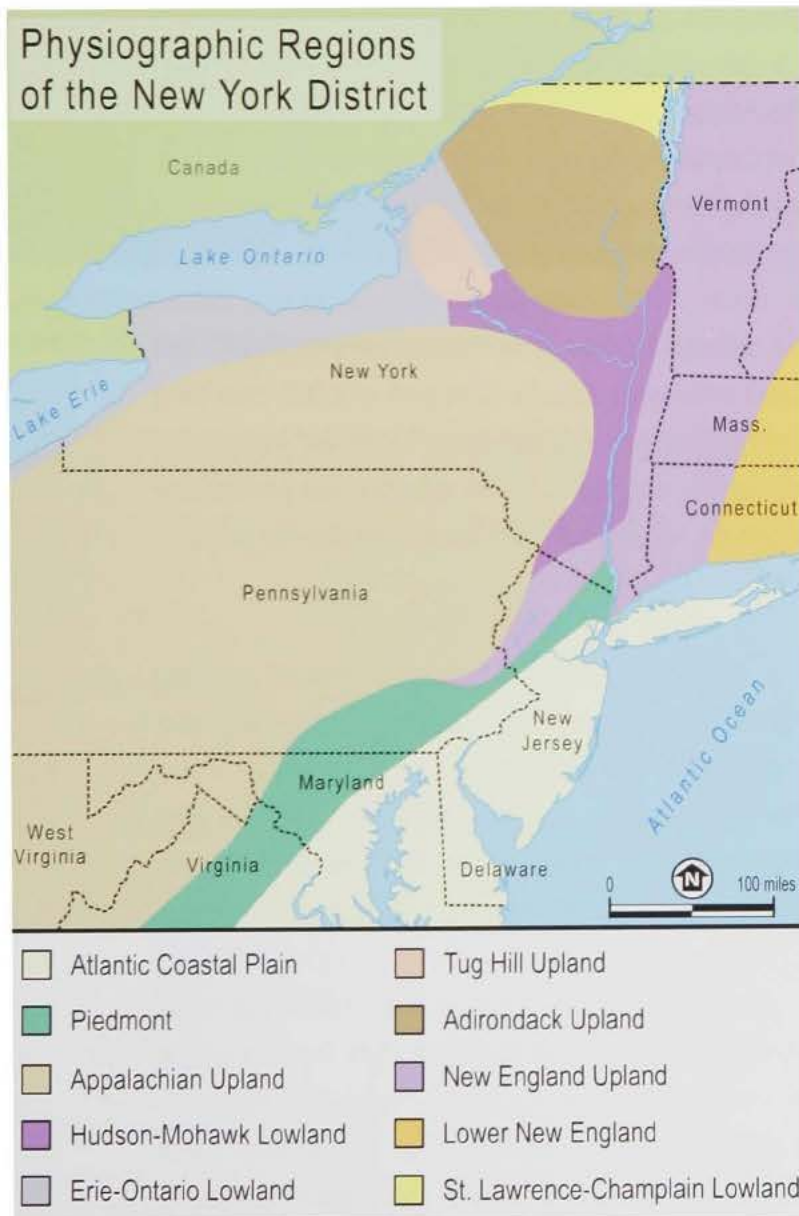 Physiographic Regions
of the New York District
Canada
Vermont
Lake Ontario
New York
Lake Erie
Mass.
Connecticut
Pennsylvania
New
Jersey
Atlantic Ocean
Maryland
West
Virginia
Virginia
Delaware
N
0
100 miles
Atlantic Coastal Plain
Piedmont
Appalachian Upland
Hudson-Mohawk Lowland
Erie-Ontario Lowland
Tug Hill Upland
Adirondack Upland
New England Upland
Lower New England
St. Lawrence-Champlain Lowland